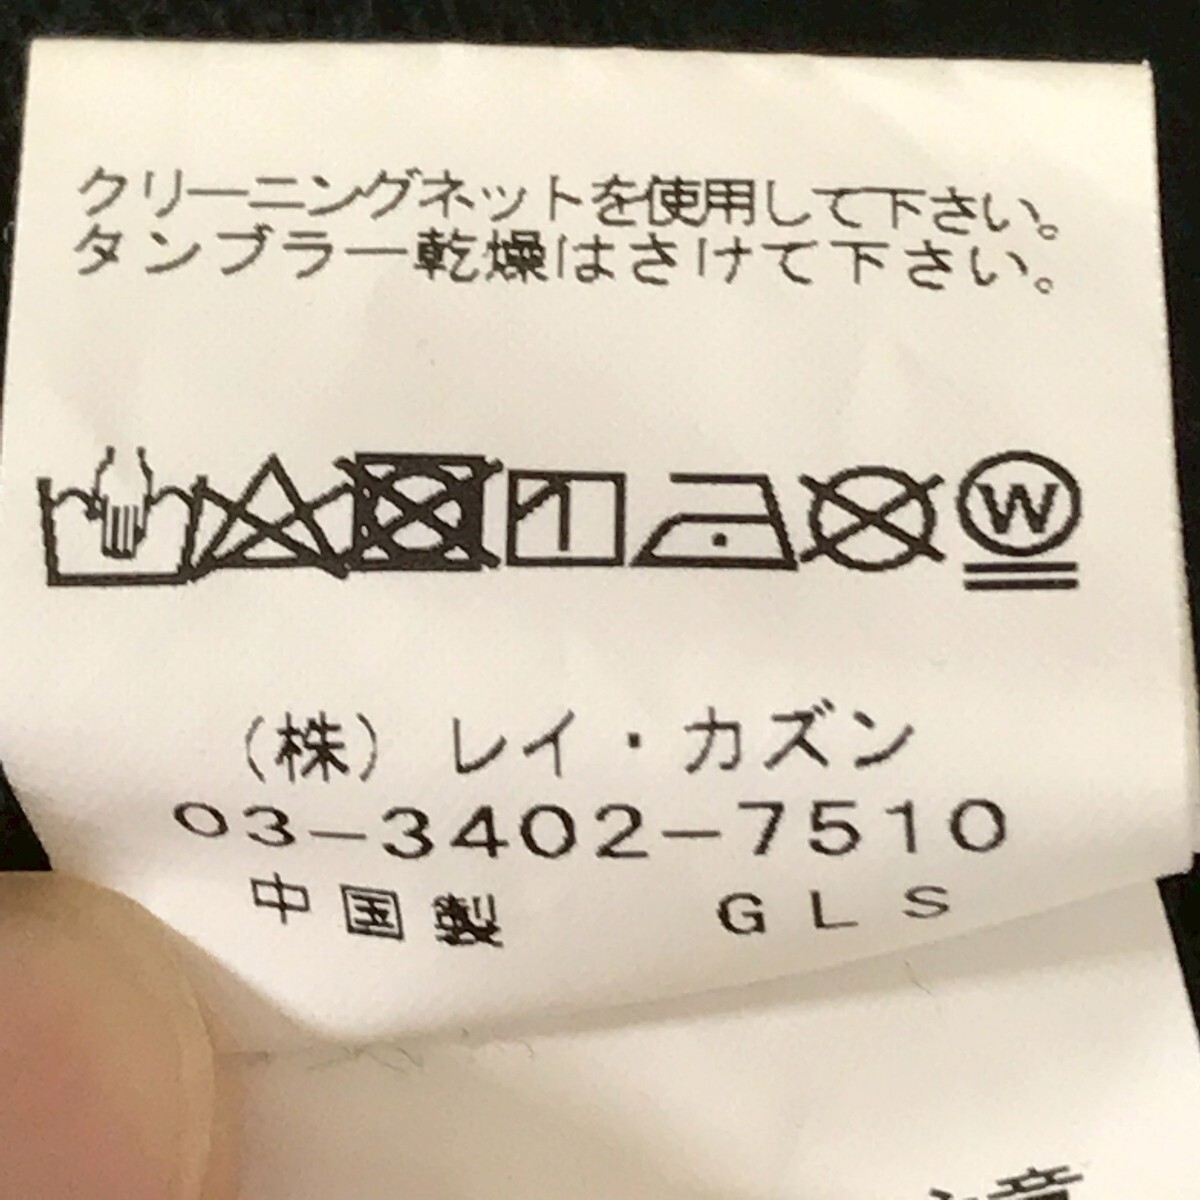 クリーニングネットを使用して下さい。
タンブラー乾燥はさけて下さい。
W
(株) レイ・カズン
03-3402-7510
中国製 GLS